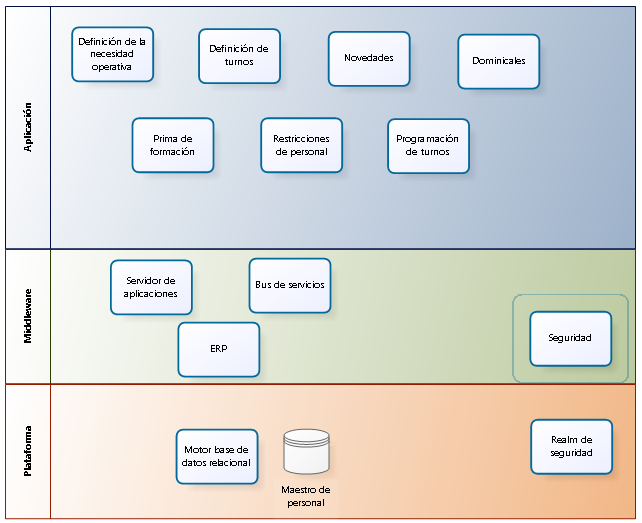 Aplicación
Definición de la
necesidad
operativa
Definición de
turnos
Novedades
Dominicales
Prima de
formación
Restricciones
de personal
Programación
de turnos
Middleware
Servidor de
aplicaciones
Bus de servicios
ERP
Seguridad
Plataforma
Motor base de
datos relacional
Maestro de
personal
Realm de
seguridad